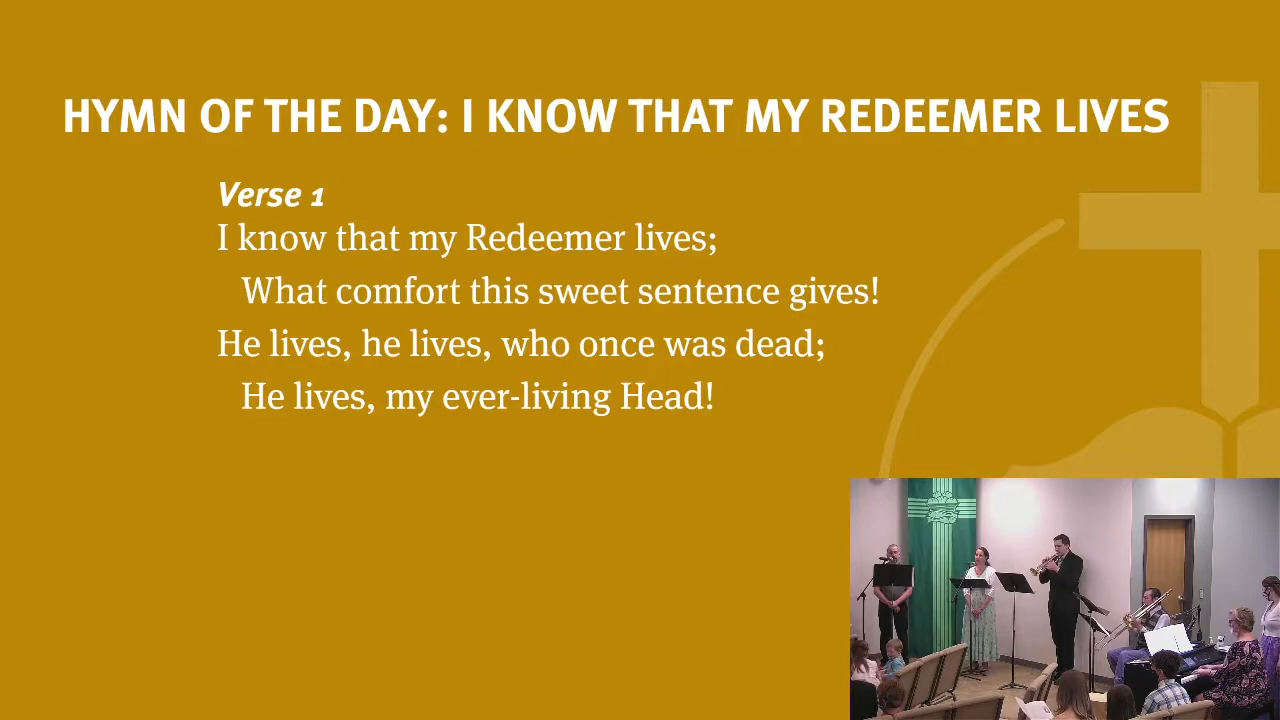 HYMN OF THE DAY: I KNOW THAT MY REDEEMER LIVES
Verse 1
I know that my Redeemer lives;
What comfort this sweet sentence gives!
He lives, he lives, who once was dead;
He lives, my ever-living Head!